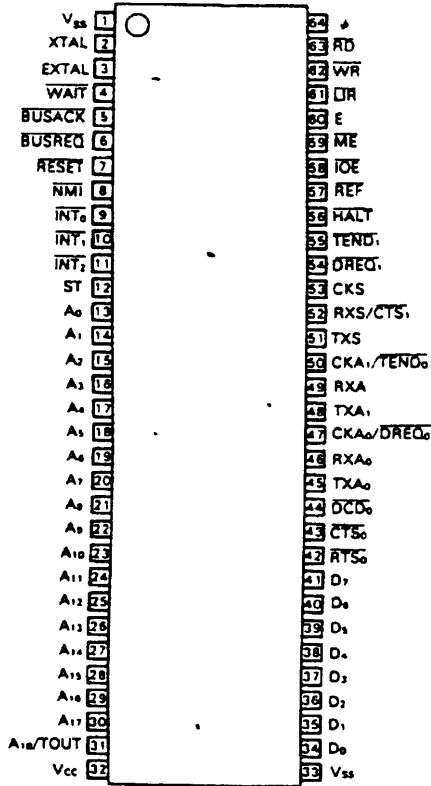 Vss 1
XTAL 2
EXTAL 3
WAIT 4
BUSACK 5
BUSREQ 6
RESET 7
NMI 8
INT₀ 9
INT₁ 10
INT₂ 11
ST 12
A₀ 13
A₁ 14
A₂ 15
A₃ 16
A₄ 17
A₅ 18
A₆ 19
A₇ 20
A₈ 21
A₉ 22
A₁₀ 23
A₁₁ 24
A₁₂ 25
A₁₃ 26
A₁₄ 27
A₁₅ 28
A₁₆ 29
A₁₇ 30
A₁₈/TOUT 31
Vcc 32
64
63 RD
62 WR
61 LIR
60 E
59 ME
58 IOE
57 REF
56 HALT
55 TEND₁
54 DREQ₁
53 CKS
52 RXS/CTS₁
51 TXS
50 CKA₁/TEND₀
49 RXA
48 TXA₁
47 CKA₀/DREQ₀
46 RXA₀
45 TXA₀
44 DCD₀
43 CTS₀
42 RTS₀
41 D₇
40 D₆
39 D₅
38 D₄
37 D₃
36 D₂
35 D₁
34 D₀
33 Vss